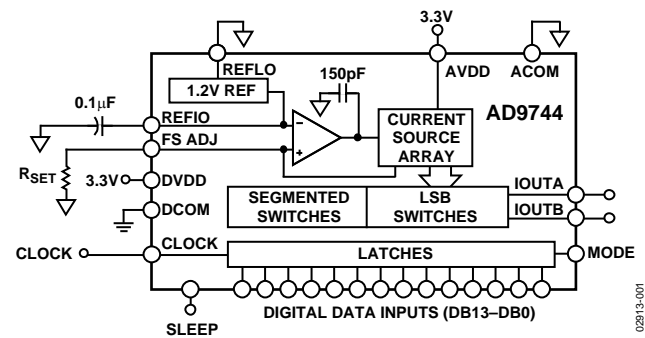 3.3V
REFLO
150pF
AVDD
ACOM
1.2V REF
AD9744
0.1μF
REFIO
–
CURRENT
SOURCE
ARRAY
FS ADJ
+
RSET
3.3V
DVDD
IOUTA
SEGMENTED
SWITCHES
LSB
SWITCHES
DCOM
IOUTB
CLOCK
CLOCK
LATCHES
MODE
DIGITAL DATA INPUTS (DB13–DB0)
SLEEP
02913-001